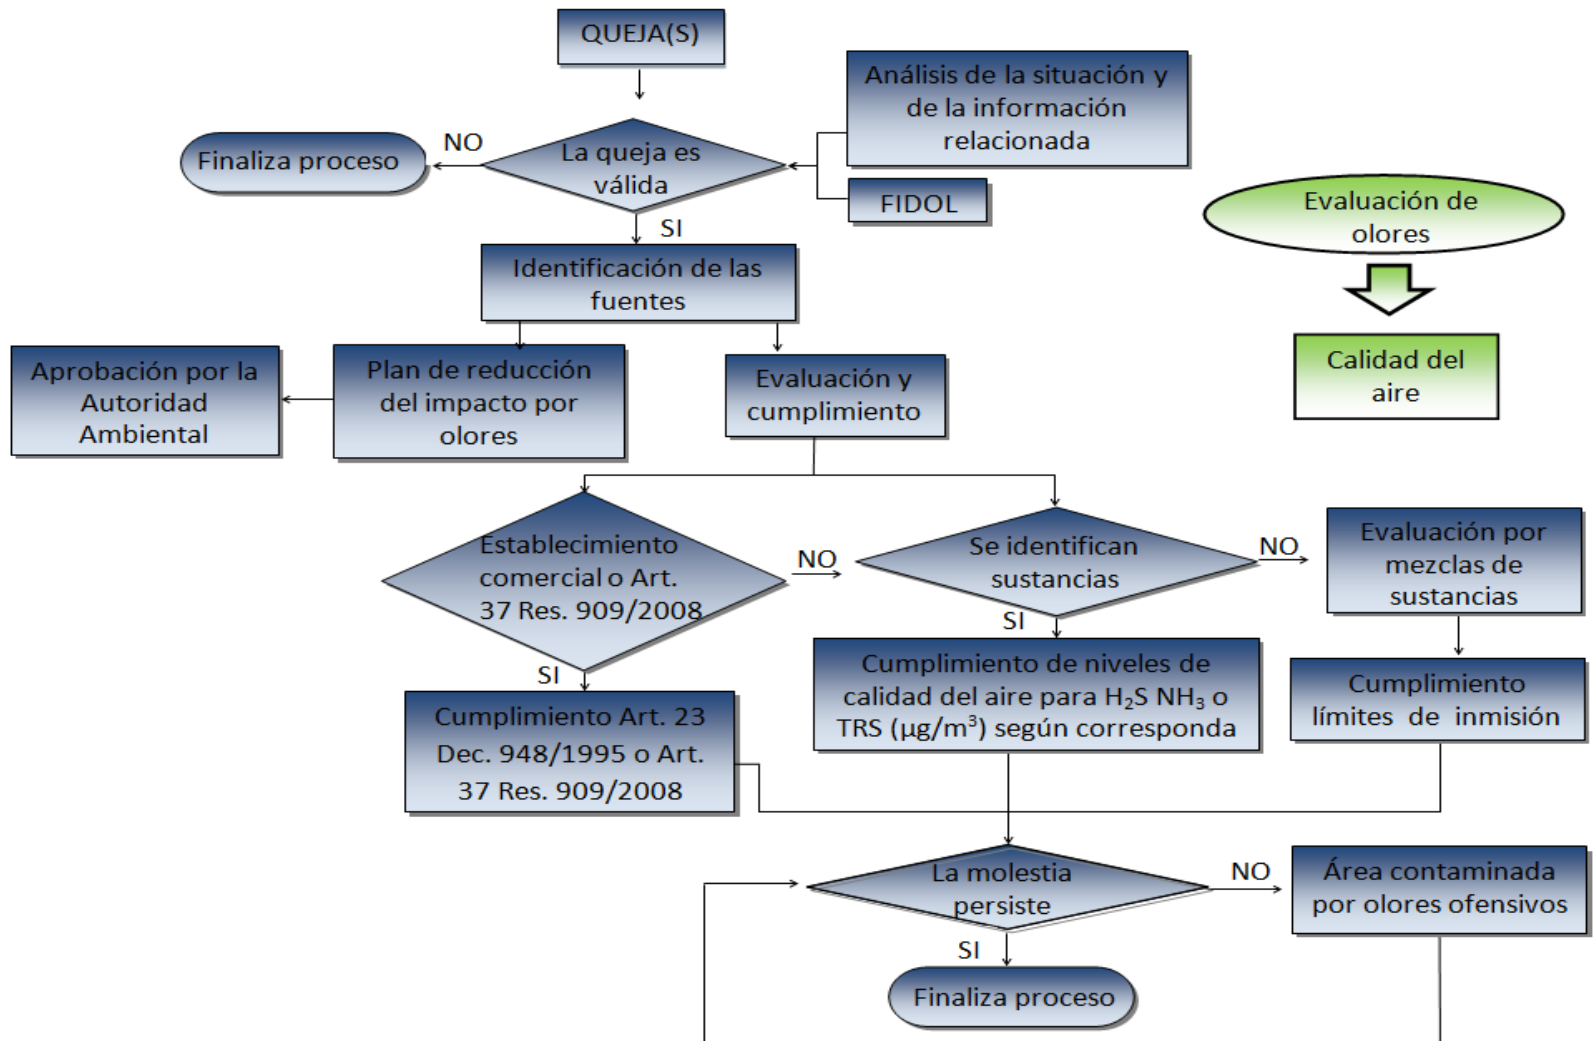 QUEJA(S)
Análisis de la situación y
de la información
relacionada
NO
Finaliza proceso
La queja es
válida
FIDOL
SI
Evaluación de
olores
Identificación de las
fuentes
Calidad del
aire
Aprobación por la
Autoridad
Ambiental
Plan de reducción
del impacto por
olores
Evaluación y
cumplimiento
Establecimiento
comercial o Art.
37 Res. 909/2008
NO
Se identifican
sustancias
NO
Evaluación por
mezclas de
sustancias
SI
SI
Cumplimiento Art. 23
Dec. 948/1995 o Art.
37 Res. 909/2008
Cumplimiento de niveles de
calidad del aire para H₂S NH₃ o
TRS (µg/m³) según corresponda
Cumplimiento
límites de inmisión
La molestia
persiste
NO
Área contaminada
por olores ofensivos
SI
Finaliza proceso